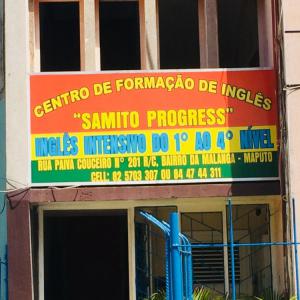 CENTRO DE FORMAÇÃO DE INGLÊS
"SAMITO PROGRESS"
INGLÊS INTENSIVO DO 1° AO 4° NÍVEL
RUA PAIVA COUCEIRO N° 201 R/C, BAIRRO DA MALANGA - MAPUTO
CELL: 82 5703 307 OU 84 47 44 311